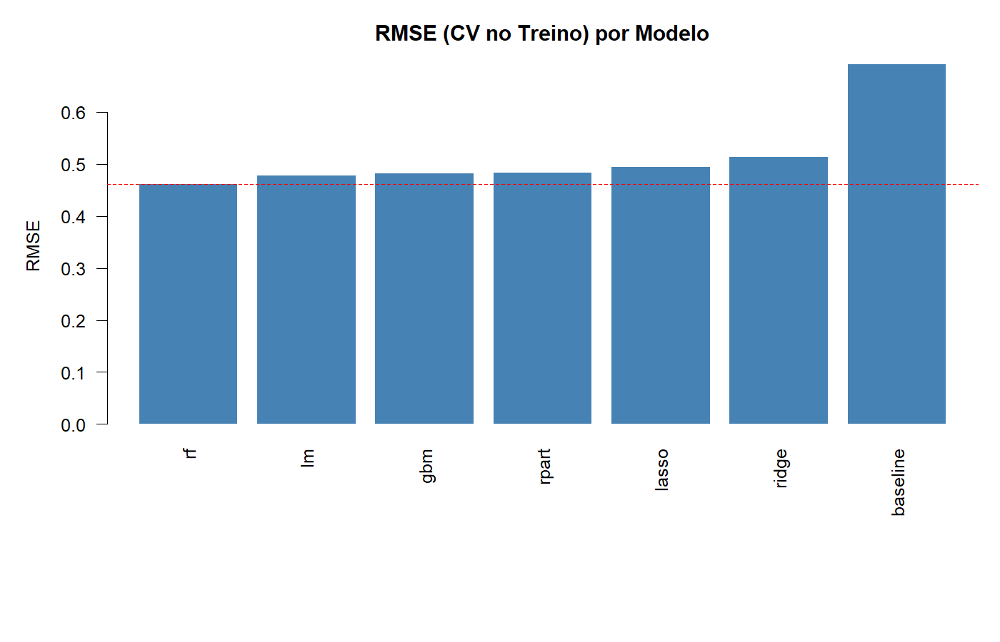 RMSE (CV no Treino) por Modelo
RMSE
0.6
0.5
0.4
0.3
0.2
0.1
0.0
rf
lm
gbm
rpart
lasso
ridge
baseline